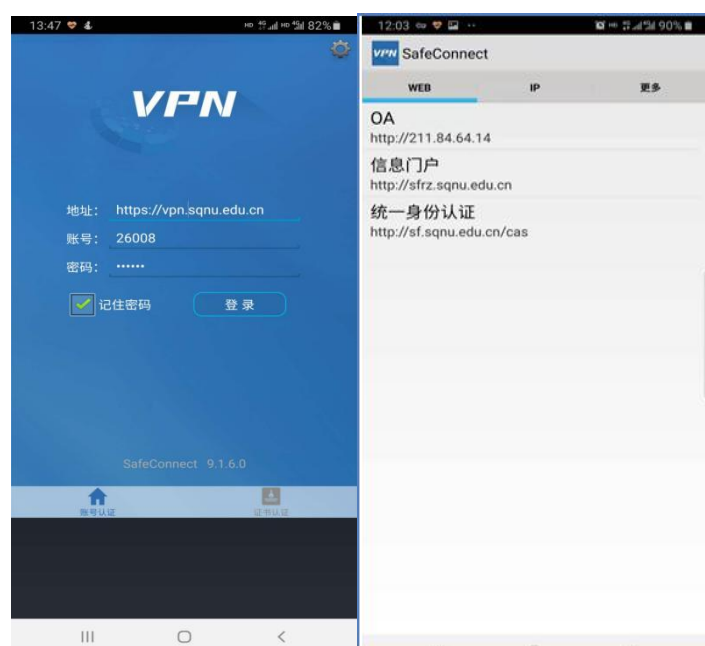 13:47
82%
VPN
地址: https://vpn.sqnu.edu.cn
账号: 26008
密码: ······
记住密码 登 录
SafeConnect 9.1.6.0
账号认证 证书认证
12:03
90%
VPN SafeConnect
WEB IP 更多
OA
http://211.84.64.14
信息门户
http://sfrz.sqnu.edu.cn
统一身份认证
http://sf.sqnu.edu.cn/cas